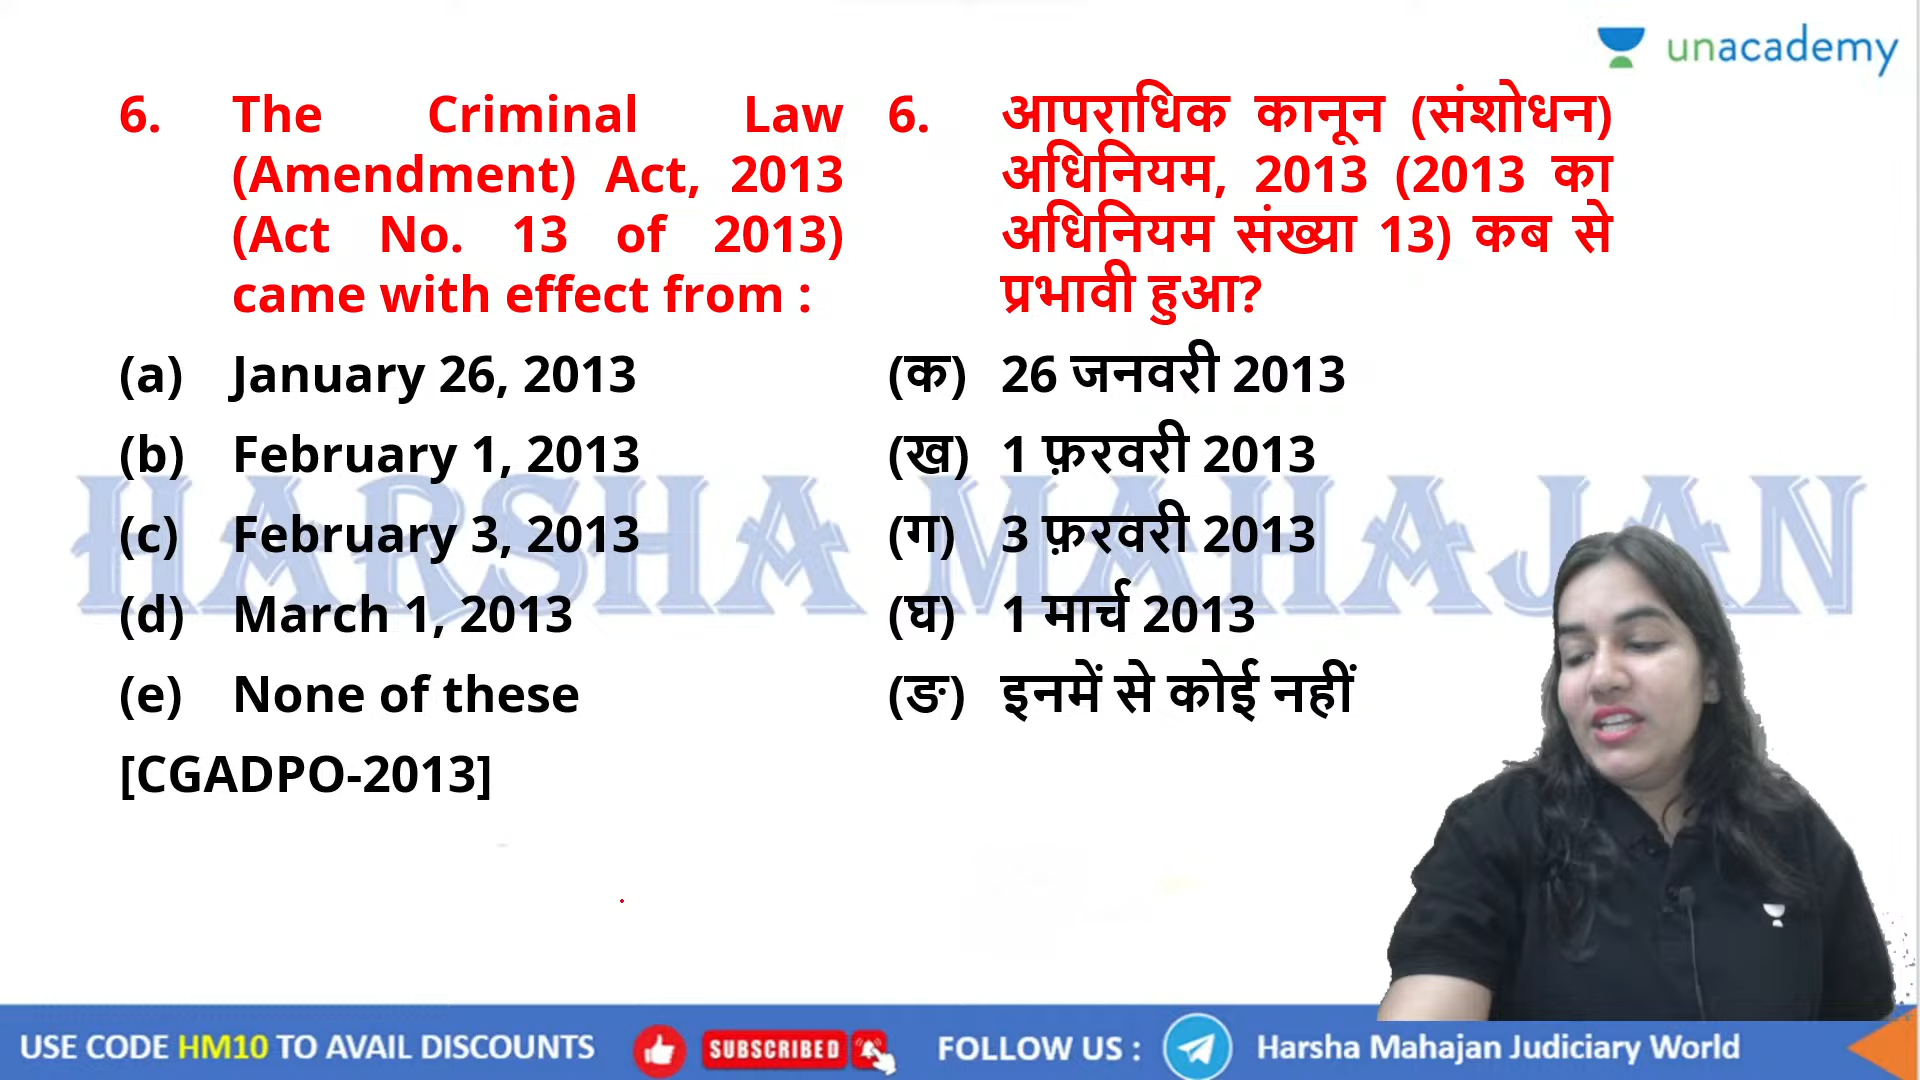 unacademy
6. The Criminal Law
(Amendment) Act, 2013
(Act No. 13 of 2013)
came with effect from :
(a) January 26, 2013
(b) February 1, 2013
(c) February 3, 2013
(d) March 1, 2013
(e) None of these
[CGADPO-2013]
6. आपराधिक कानून (संशोधन)
अधिनियम, 2013 (2013 का
अधिनियम संख्या 13) कब से
प्रभावी हुआ?
(क) 26 जनवरी 2013
(ख) 1 फ़रवरी 2013
(ग) 3 फ़रवरी 2013
(घ) 1 मार्च 2013
(ङ) इनमें से कोई नहीं
HARSHA MAHAJAN
USE CODE HM10 TO AVAIL DISCOUNTS
SUBSCRIBED
FOLLOW US :
Harsha Mahajan Judiciary World